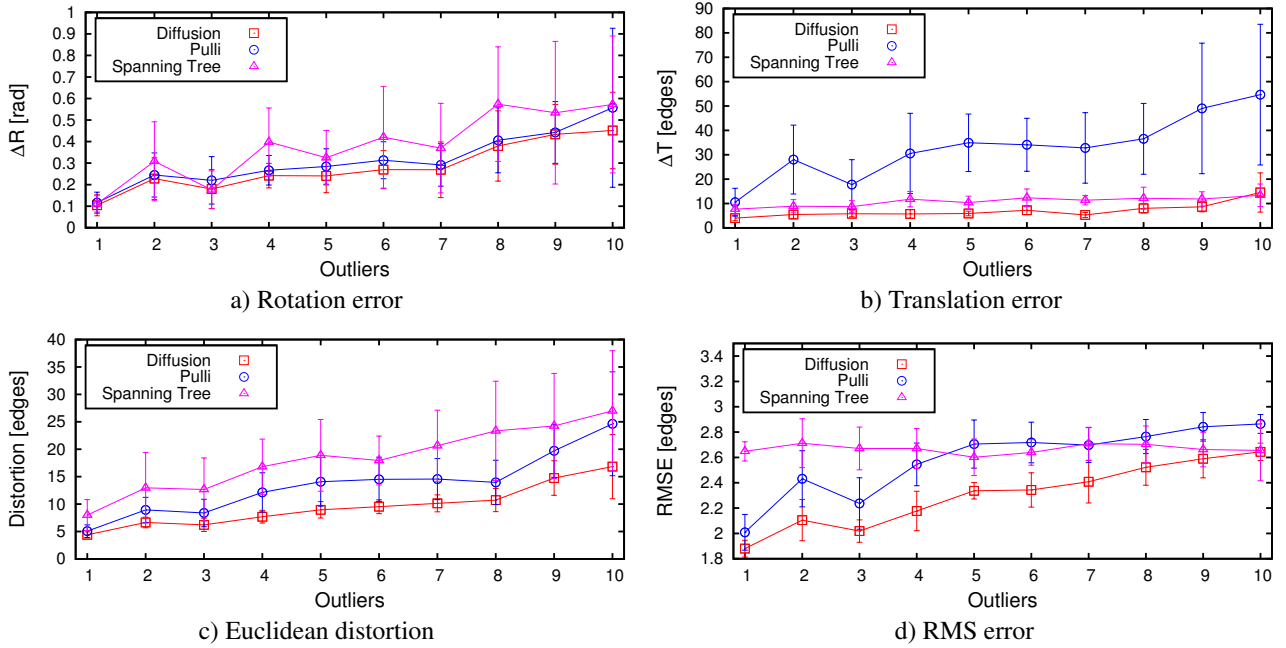 1
0.9
0.8
0.7
0.6
0.5
0.4
0.3
0.2
0.1
0
ΔR [rad]
Diffusion
Pulli
Spanning Tree
1 2 3 4 5 6 7 8 9 10
Outliers
a) Rotation error
90
80
70
60
50
40
30
20
10
0
ΔT [edges]
Diffusion
Pulli
Spanning Tree
1 2 3 4 5 6 7 8 9 10
Outliers
b) Translation error
40
35
30
25
20
15
10
5
0
Distortion [edges]
Diffusion
Pulli
Spanning Tree
1 2 3 4 5 6 7 8 9 10
Outliers
c) Euclidean distortion
3.4
3.2
3
2.8
2.6
2.4
2.2
2
1.8
RMSE [edges]
Diffusion
Pulli
Spanning Tree
1 2 3 4 5 6 7 8 9 10
Outliers
d) RMS error